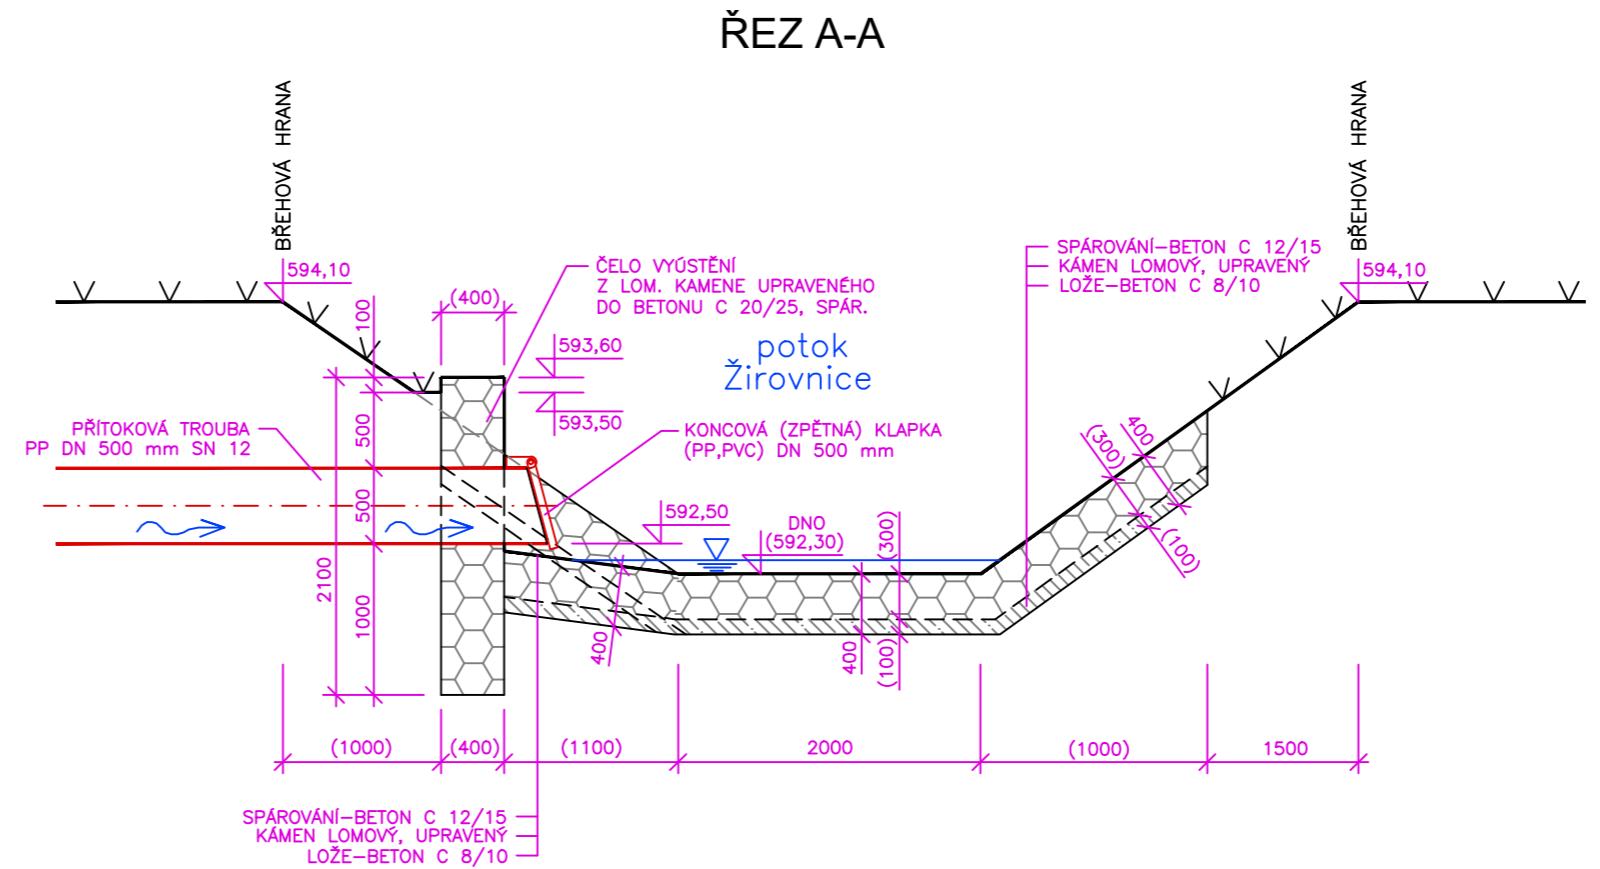 ŘEZ A-A
BŘEHOVÁ HRANA
BŘEHOVÁ HRANA
594,10
594,10
(400)
100
ČELO VYÚSTĚNÍ
Z LOM. KAMENE UPRAVENÉHO
DO BETONU C 20/25, SPÁR.
SPÁROVÁNÍ-BETON C 12/15
KÁMEN LOMOVÝ, UPRAVENÝ
LOŽE-BETON C 8/10
593,60
593,50
potok
Žirovnice
PŘÍTOKOVÁ TROUBA
PP DN 500 mm SN 12
KONCOVÁ (ZPĚTNÁ) KLAPKA
(PP,PVC) DN 500 mm
500
500
1000
2100
592,50
DNO
(592,30)
(300)
400
(100)
400
(300)
400
(100)
(1000)
(400)
(1100)
2000
(1000)
1500
SPÁROVÁNÍ-BETON C 12/15
KÁMEN LOMOVÝ, UPRAVENÝ
LOŽE-BETON C 8/10